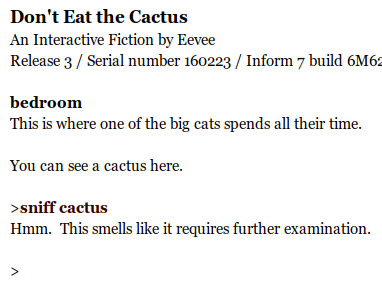 Don't Eat the Cactus
An Interactive Fiction by Eevee
Release 3 / Serial number 160223 / Inform 7 build 6M62
bedroom
This is where one of the big cats spends all their time.
You can see a cactus here.
>sniff cactus
Hmm.  This smells like it requires further examination.
>